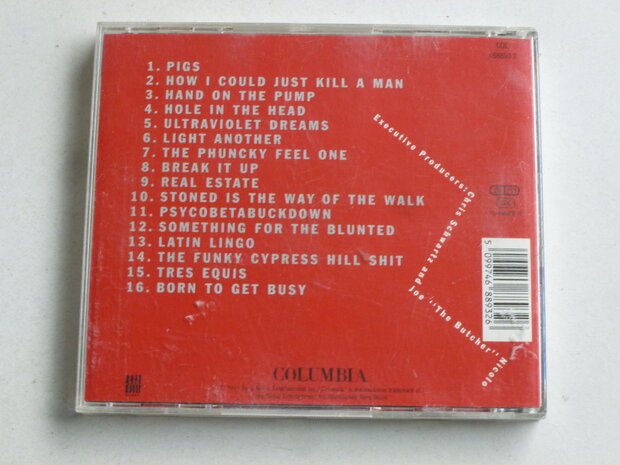 COL
1. PIGS
2. HOW I COULD JUST KILL A MAN
3. HAND ON THE PUMP
4. HOLE IN THE HEAD
5. ULTRAVIOLET DREAMS
6. LIGHT ANOTHER
7. THE PHUNCKY FEEL ONE
8. BREAK IT UP
9. REAL ESTATE
10. STONED IS THE WAY OF THE WALK
11. PSYCOBETABUCKDOWN
12. SOMETHING FOR THE BLUNTED
13. LATIN LINGO
14. THE FUNKY CYPRESS HILL SHIT
15. TRES EQUIS
16. BORN TO GET BUSY
Executive Producers: Chris Schwartz and
Joe "The Butcher" Nicolo
5 099746 889326
COLUMBIA